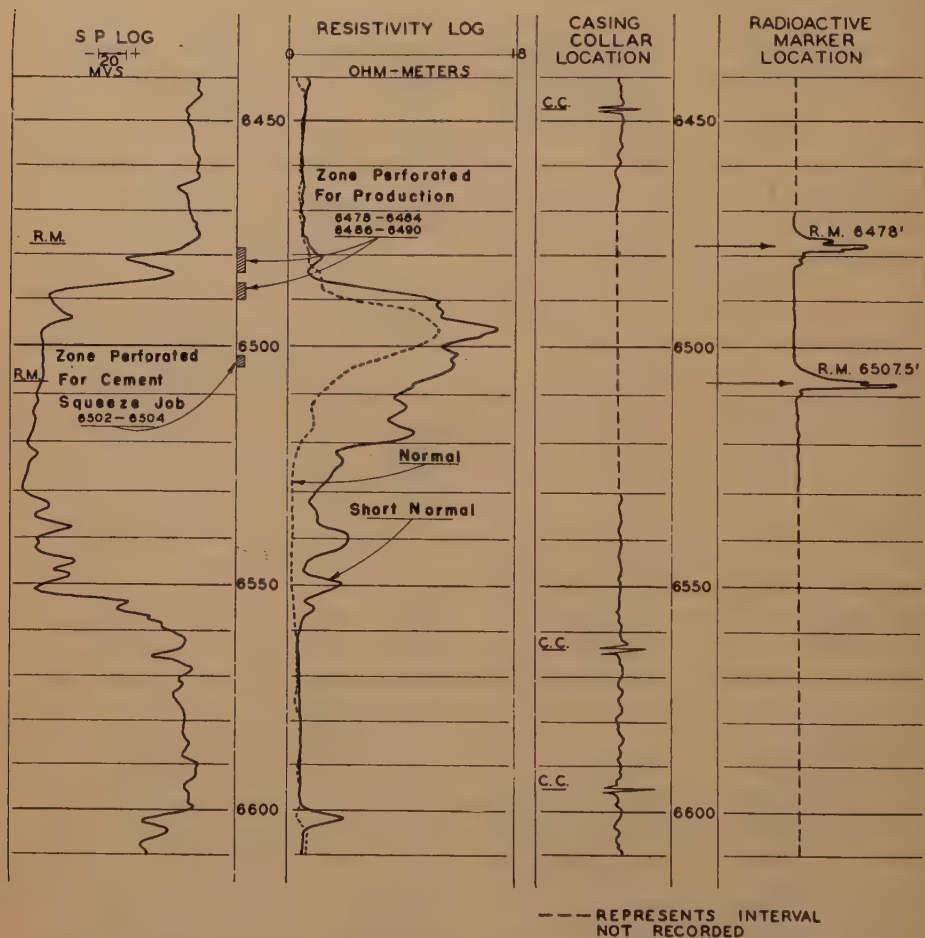 S P LOG
- 20 +
MVS
RESISTIVITY LOG
0 18
OHM-METERS
CASING
COLLAR
LOCATION
RADIOACTIVE
MARKER
LOCATION
C.C.
6450
6450
Zone Perforated
For Production
6478-6484
6486-6490
R.M.
R.M. 6478'
6500
6500
Zone Perforated
R.M.
For Cement
Squeeze Job
6502-6504
R.M. 6507.5'
Normal
Short Normal
6550
6550
C.C.
C.C.
6600
6600
--- REPRESENTS INTERVAL
NOT RECORDED